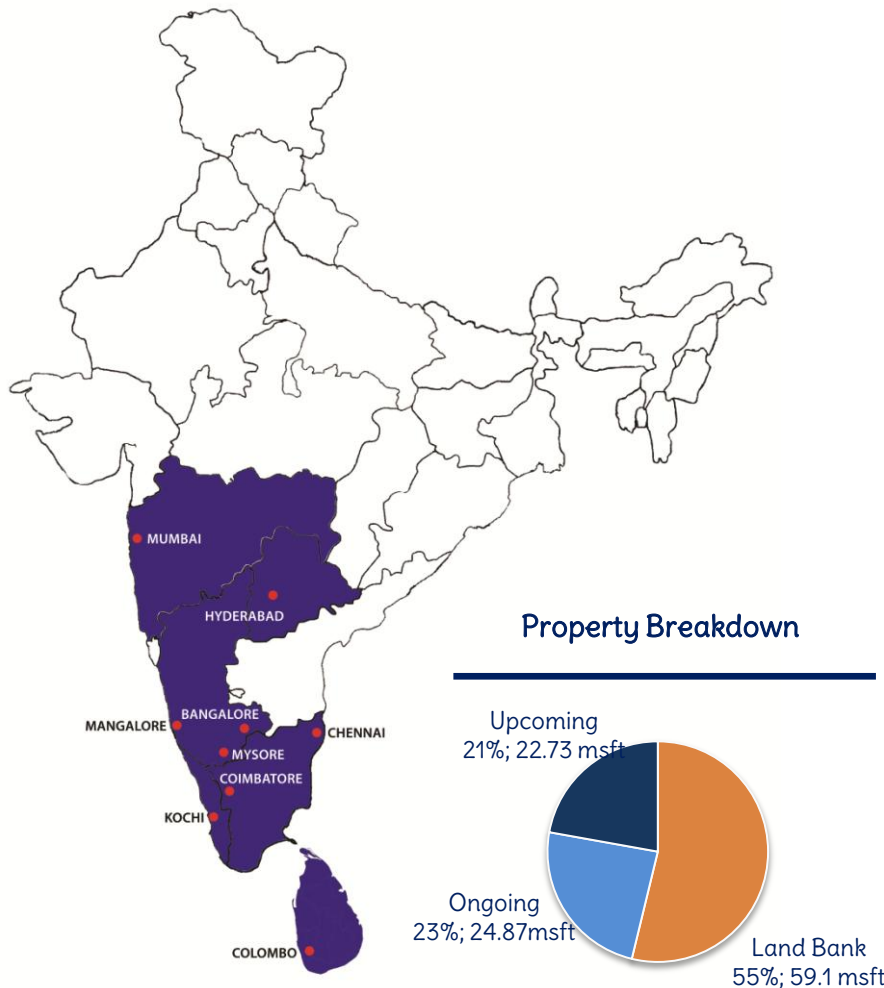 MUMBAI
HYDERABAD
MANGALORE
BANGALORE
CHENNAI
MYSORE
COIMBATORE
KOCHI
COLOMBO
Property Breakdown
Upcoming
21%; 22.73 msft
Ongoing
23%; 24.87msft
Land Bank
55%; 59.1 msft